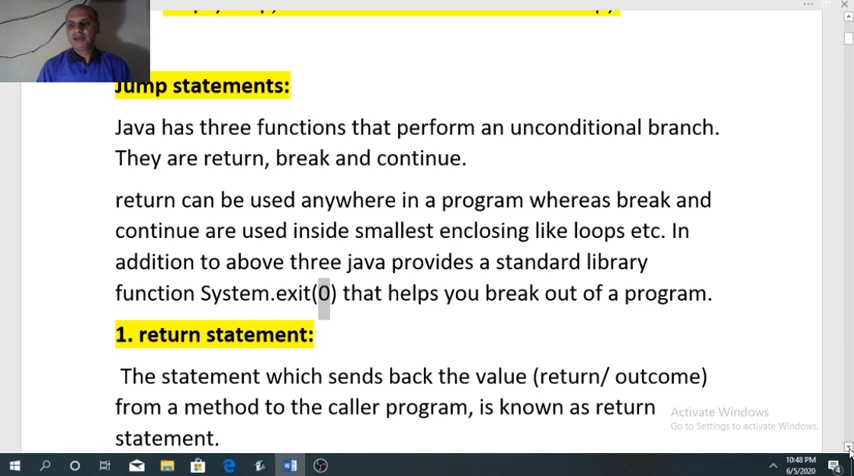 Jump statements:
Java has three functions that perform an unconditional branch.
They are return, break and continue.
return can be used anywhere in a program whereas break and
continue are used inside smallest enclosing like loops etc. In
addition to above three java provides a standard library
function System.exit(0) that helps you break out of a program.
1. return statement:
The statement which sends back the value (return/ outcome)
from a method to the caller program, is known as return
statement.
Activate Windows
Go to Settings to activate Windows.
10:48 PM
6/5/2020
4